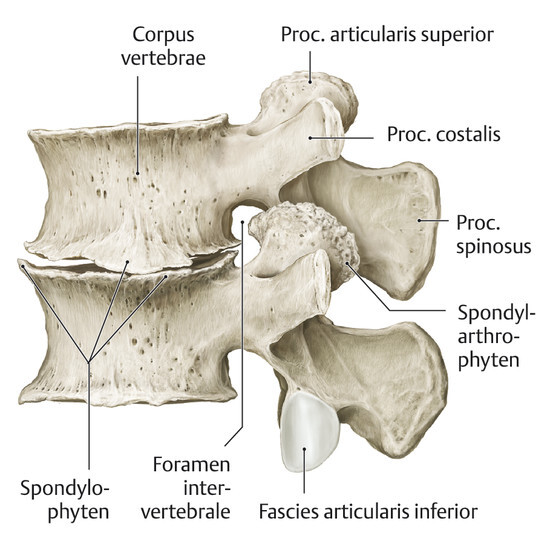 Corpus
vertebrae
Proc. articularis superior
Proc. costalis
Proc.
spinosus
Spondyl-
arthro-
phyten
Spondylo-
phyten
Foramen
inter-
vertebrale
Fascies articularis inferior